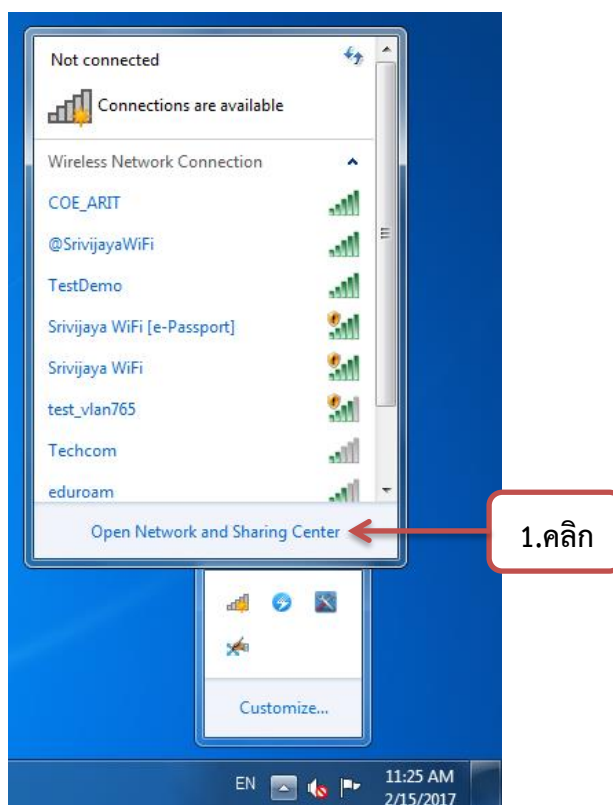 Not connected
Connections are available
Wireless Network Connection
COE_ARIT
@SrivijayaWiFi
TestDemo
Srivijaya WiFi [e-Passport]
Srivijaya WiFi
test_vlan765
Techcom
eduroam
Open Network and Sharing Center
1.คลิก
Customize...
EN
11:25 AM
2/15/2017